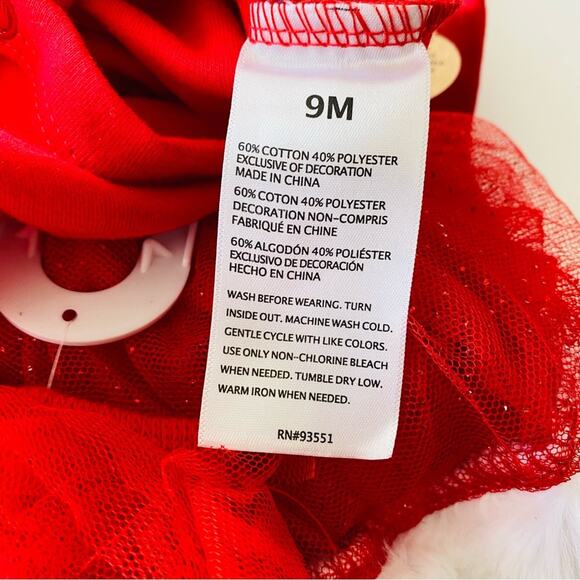 9M
60% COTTON 40% POLYESTER
EXCLUSIVE OF DECORATION
MADE IN CHINA
60% COTON 40% POLYESTER
DECORATION NON-COMPRIS
FABRIQUÉ EN CHINE
60% ALGODÓN 40% POLIÉSTER
EXCLUSIVO DE DECORACIÓN
HECHO EN CHINA
WASH BEFORE WEARING. TURN
INSIDE OUT. MACHINE WASH COLD.
GENTLE CYCLE WITH LIKE COLORS.
USE ONLY NON-CHLORINE BLEACH
WHEN NEEDED. TUMBLE DRY LOW.
WARM IRON WHEN NEEDED.
RN#93551